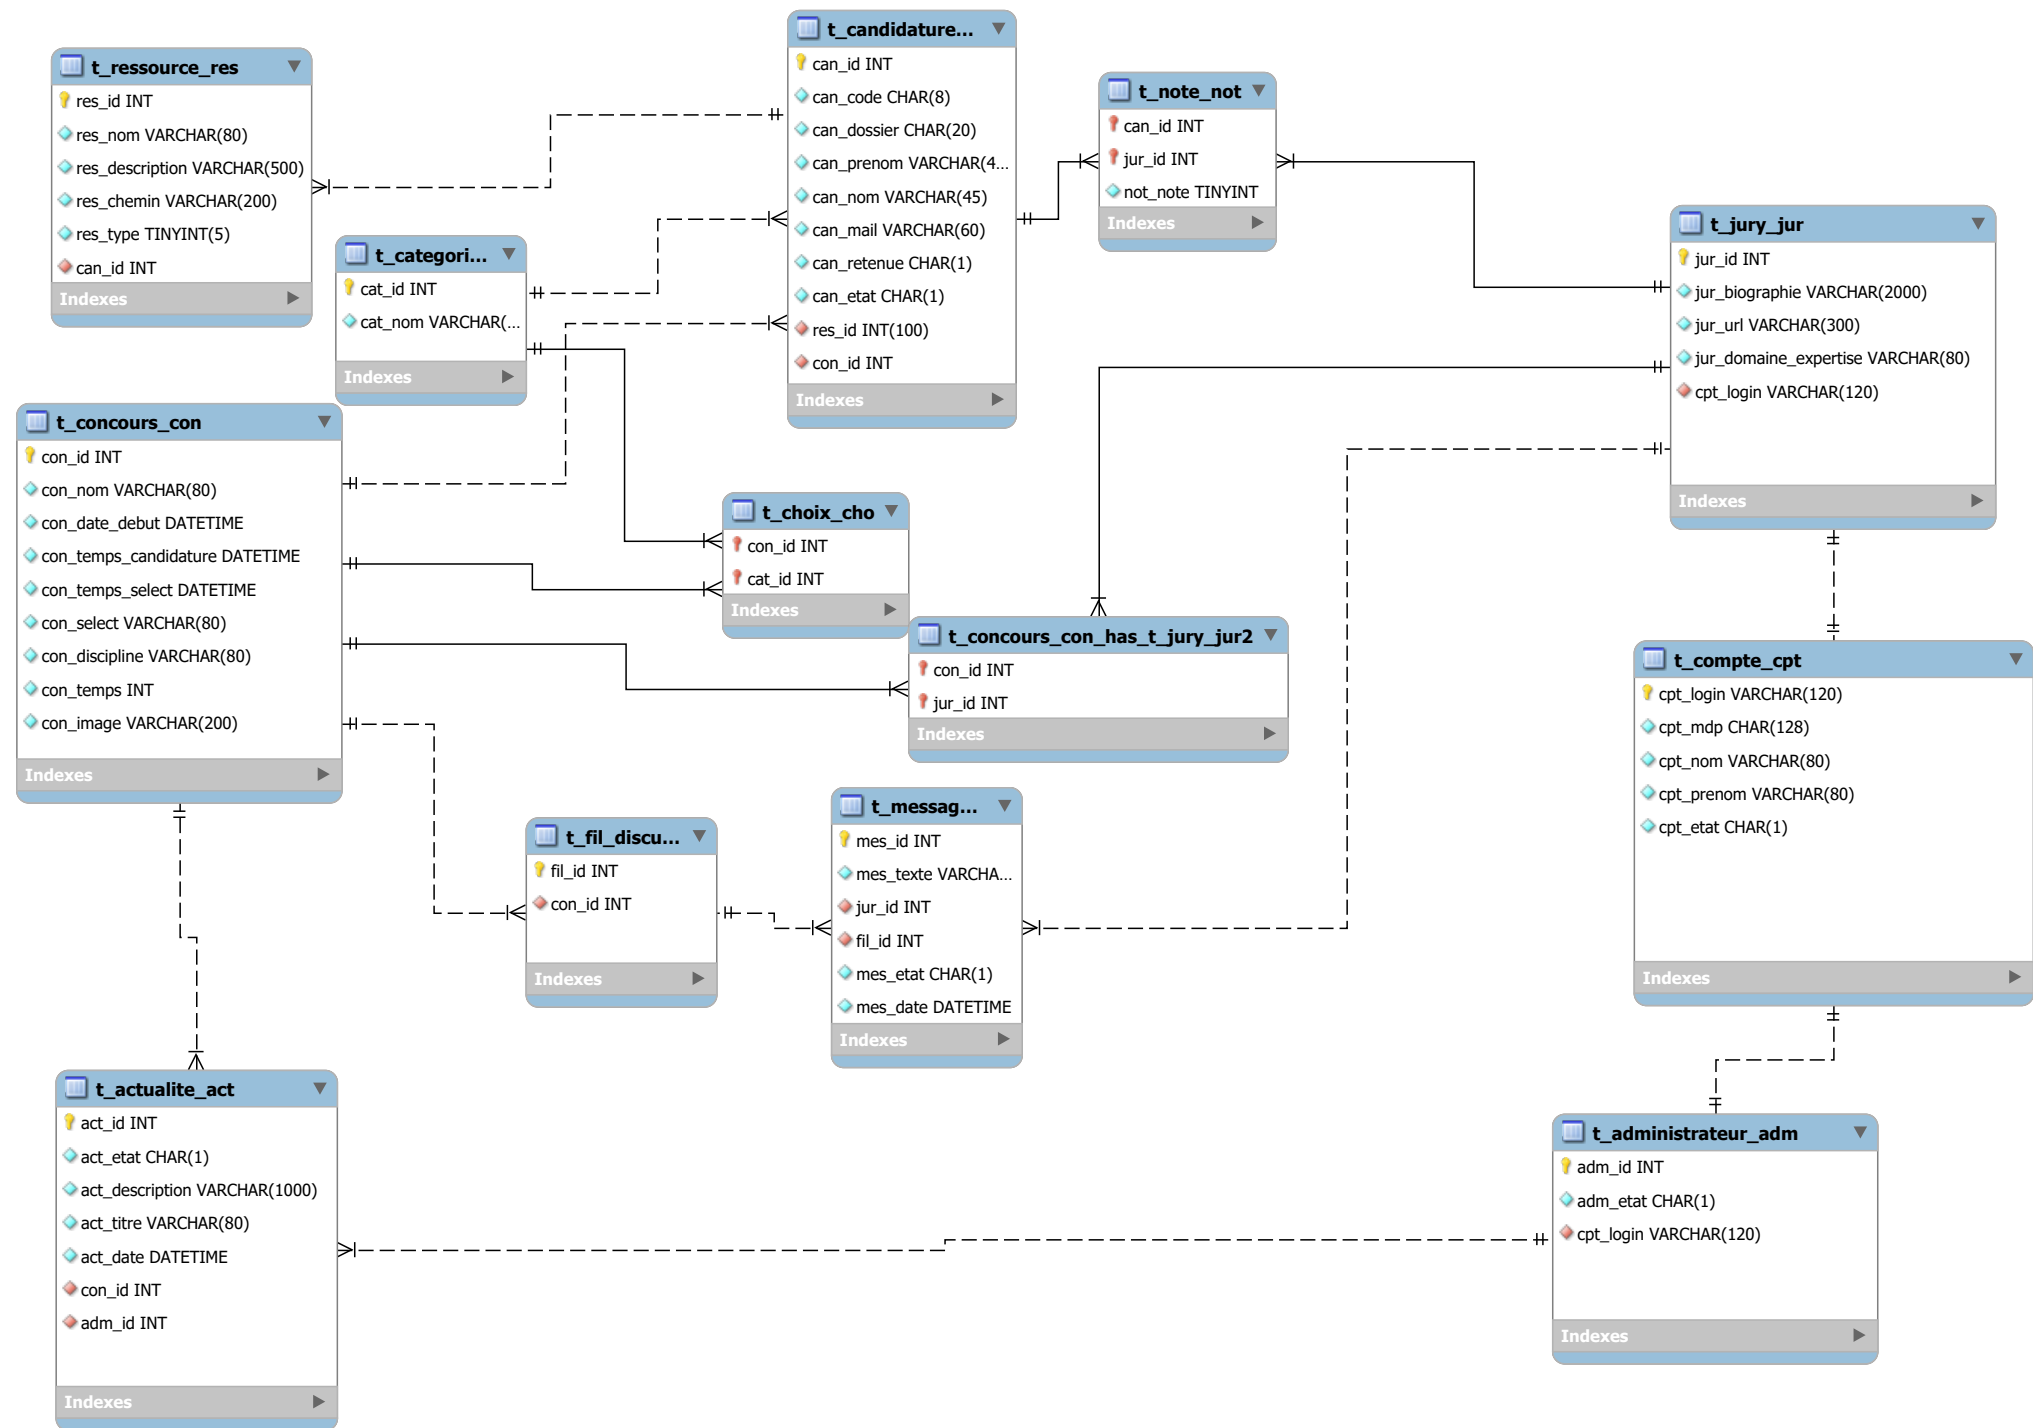 t_ressource_res
res_id INT
res_nom VARCHAR(80)
res_description VARCHAR(500)
res_chemin VARCHAR(200)
res_type TINYINT(5)
can_id INT
Indexes
t_candidature...
can_id INT
can_code CHAR(8)
can_dossier CHAR(20)
can_prenom VARCHAR(4...
can_nom VARCHAR(45)
can_mail VARCHAR(60)
can_retenue CHAR(1)
can_etat CHAR(1)
res_id INT(100)
con_id INT
Indexes
t_note_not
can_id INT
jur_id INT
not_note TINYINT
Indexes
t_jury_jur
jur_id INT
jur_biographie VARCHAR(2000)
jur_url VARCHAR(300)
jur_domaine_expertise VARCHAR(80)
cpt_login VARCHAR(120)
Indexes
t_categori...
cat_id INT
cat_nom VARCHAR(...
Indexes
t_concours_con
con_id INT
con_nom VARCHAR(80)
con_date_debut DATETIME
con_temps_candidature DATETIME
con_temps_select DATETIME
con_select VARCHAR(80)
con_discipline VARCHAR(80)
con_temps INT
con_image VARCHAR(200)
Indexes
t_choix_cho
con_id INT
cat_id INT
Indexes
t_concours_con_has_t_jury_jur2
con_id INT
jur_id INT
Indexes
t_compte_cpt
cpt_login VARCHAR(120)
cpt_mdp CHAR(128)
cpt_nom VARCHAR(80)
cpt_prenom VARCHAR(80)
cpt_etat CHAR(1)
Indexes
t_fil_discu...
fil_id INT
con_id INT
Indexes
t_messag...
mes_id INT
mes_texte VARCHA...
jur_id INT
fil_id INT
mes_etat CHAR(1)
mes_date DATETIME
Indexes
t_actualite_act
act_id INT
act_etat CHAR(1)
act_description VARCHAR(1000)
act_titre VARCHAR(80)
act_date DATETIME
con_id INT
adm_id INT
Indexes
t_administrateur_adm
adm_id INT
adm_etat CHAR(1)
cpt_login VARCHAR(120)
Indexes